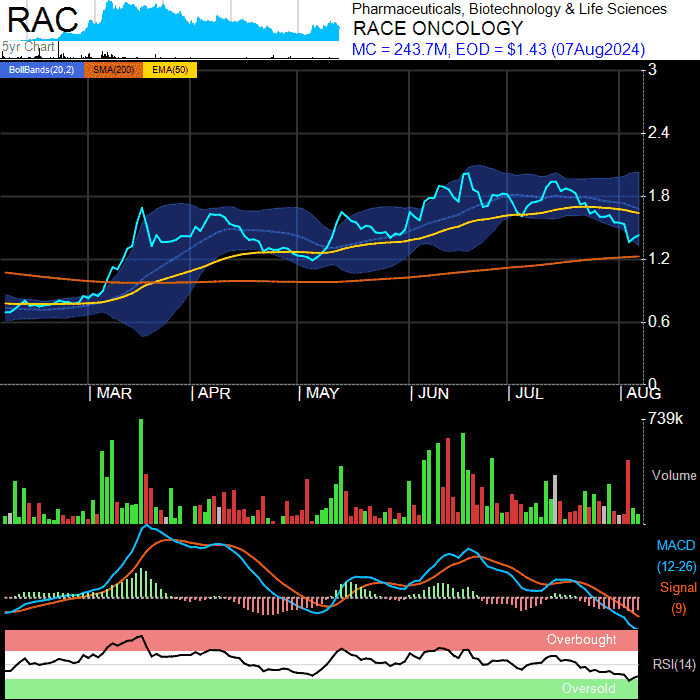 RAC
5yr Chart
Pharmaceuticals, Biotechnology & Life Sciences
RACE ONCOLOGY
MC = 243.7M, EOD = $1.43 (07Aug2024)
BollBands(20,2) SMA(200) EMA(50)
3
2.4
1.8
1.2
0.6
0
| MAR | APR | MAY | JUN | JUL | AUG
739k
Volume
MACD
(12-26)
Signal
(9)
Overbought
RSI(14)
Oversold